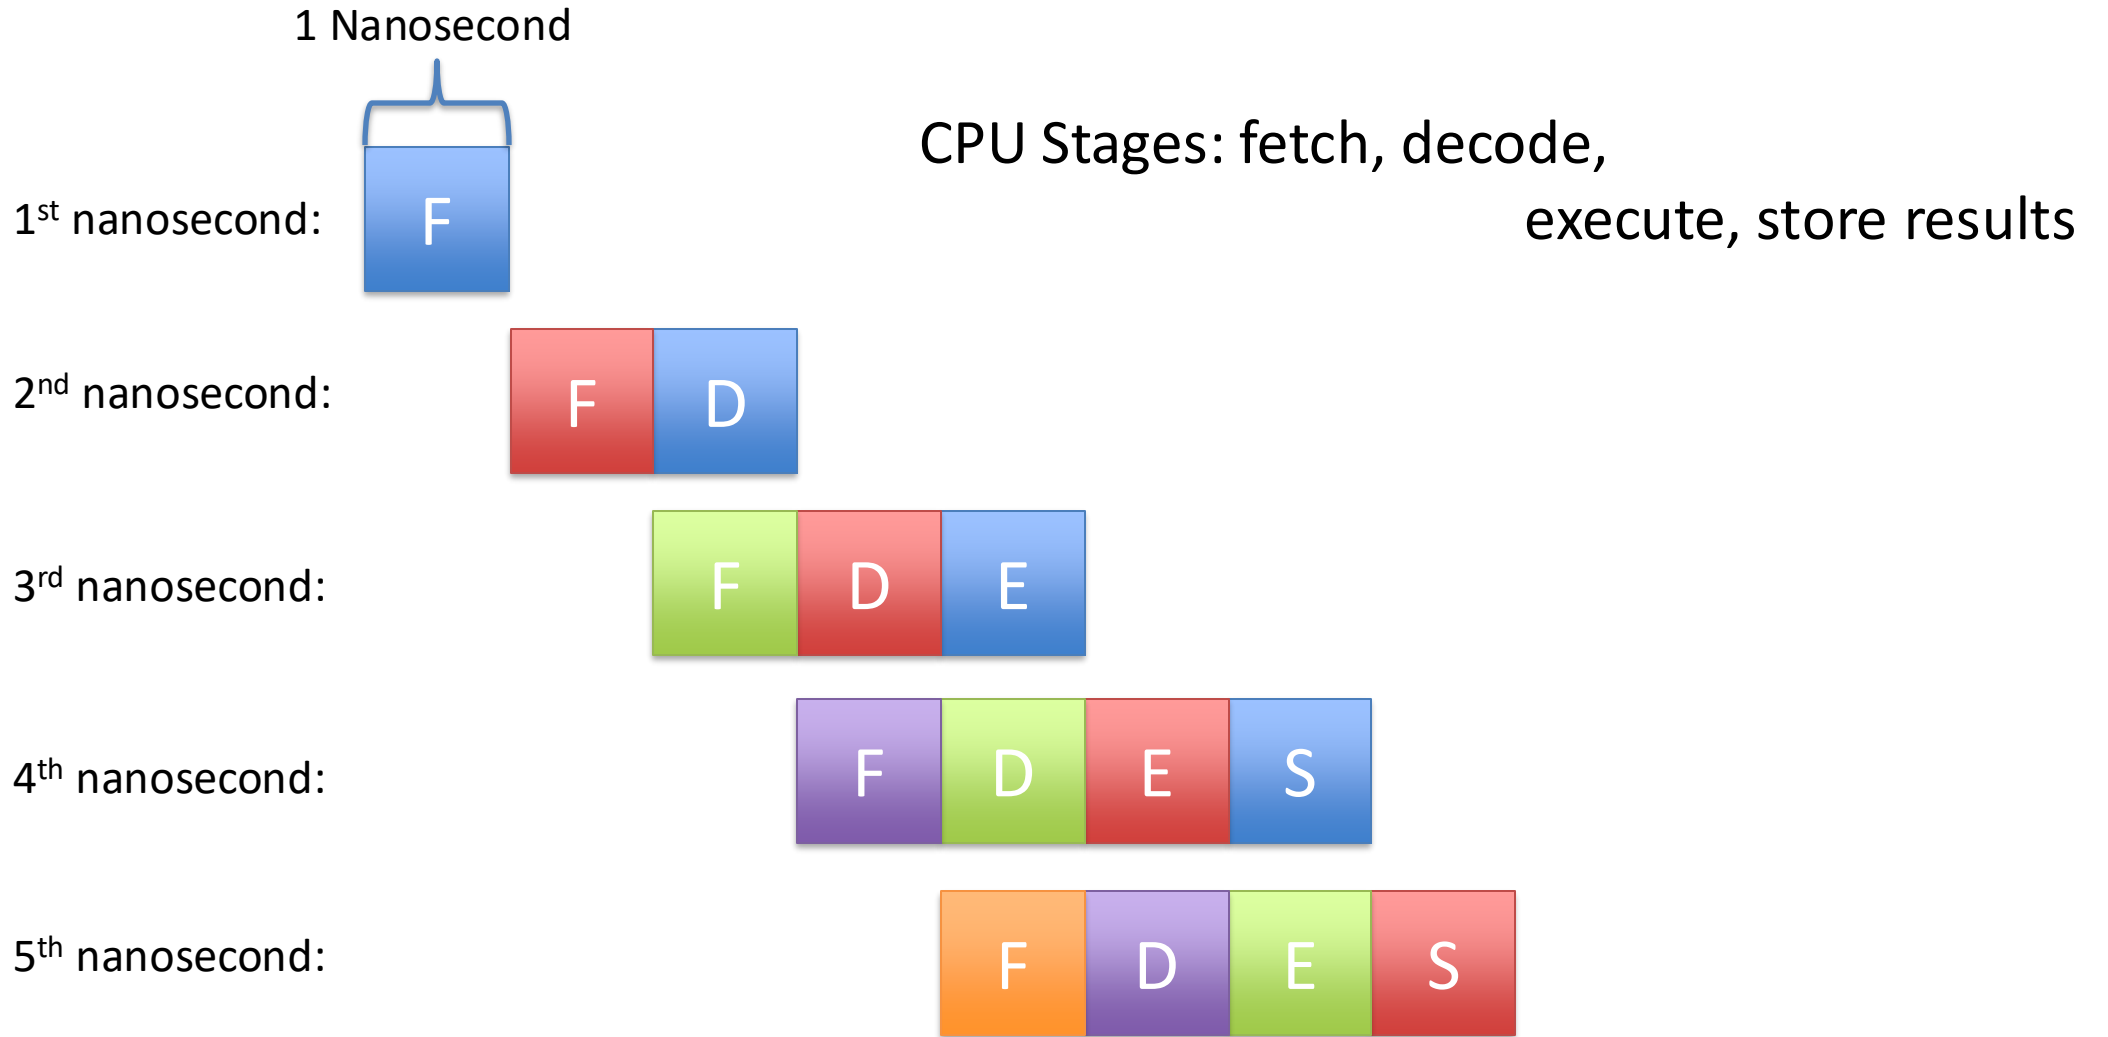 1 Nanosecond
CPU Stages: fetch, decode,
execute, store results
1st nanosecond:
F
2nd nanosecond:
F D
3rd nanosecond:
F D E
4th nanosecond:
F D E S
5th nanosecond:
F D E S